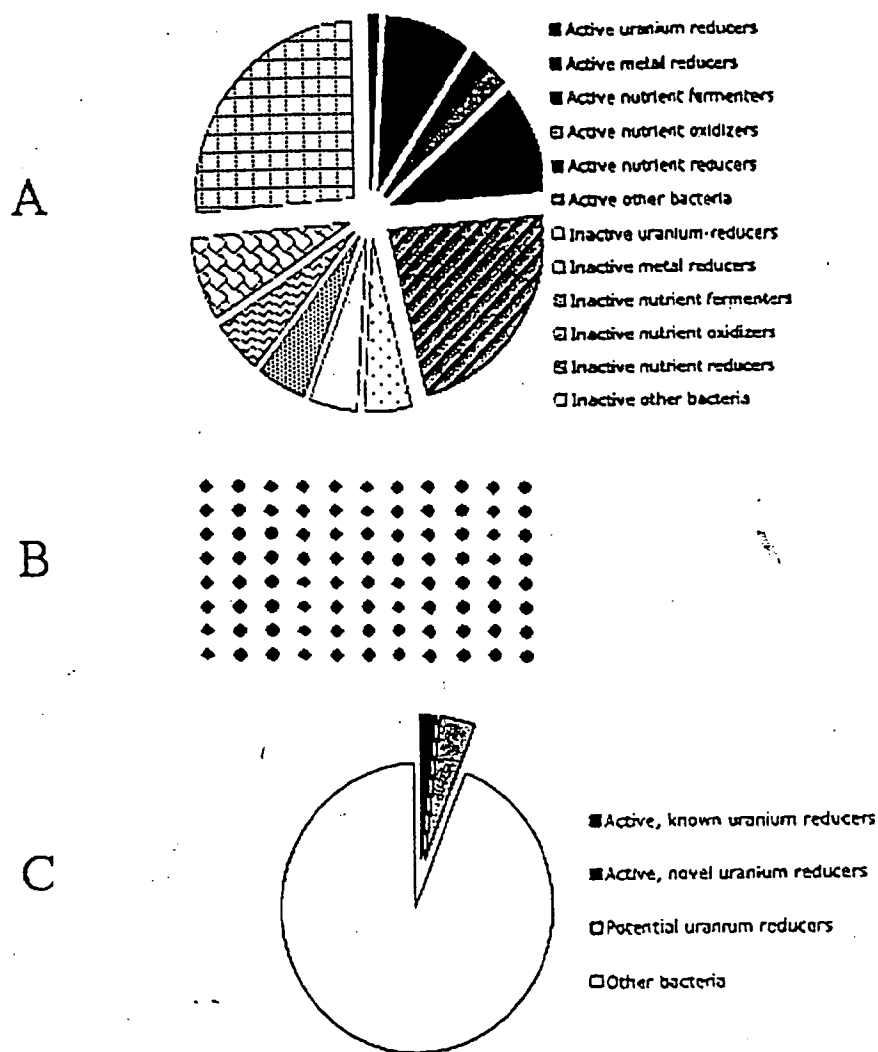 A
Active uranium reducers
Active metal reducers
Active nutrient fermenters
Active nutrient oxidizers
Active nutrient reducers
Active other bacteria
Inactive uranium-reducers
Inactive metal reducers
Inactive nutrient fermenters
Inactive nutrient oxidizers
Inactive nutrient reducers
Inactive other bacteria
B
C
Active, known uranium reducers
Active, novel uranium reducers
Potential uranium reducers
Other bacteria